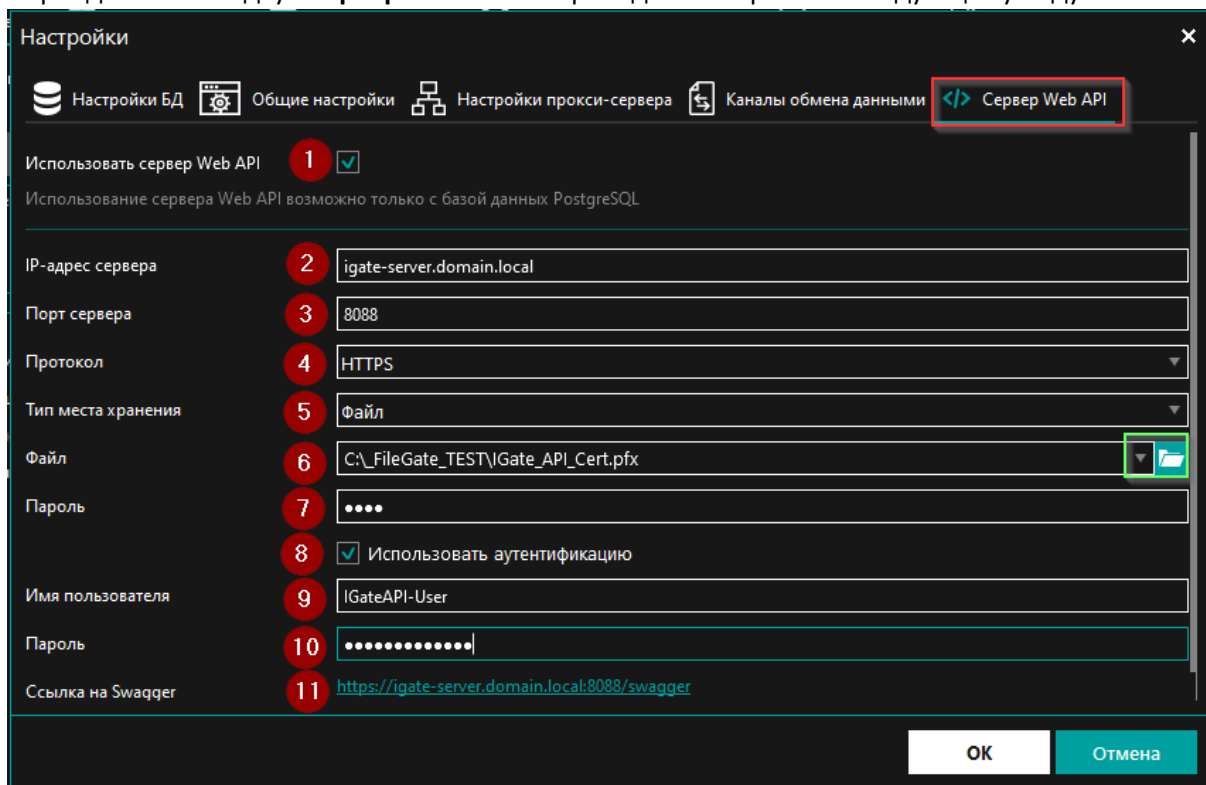 Настройки
Настройки БД Общие настройки Настройки прокси-сервера Каналы обмена данными </> Сервер Web API
Использовать сервер Web API 1
Использование сервера Web API возможно только с базой данных PostgreSQL
IP-адрес сервера 2 igate-server.domain.local
Порт сервера 3 8088
Протокол 4 HTTPS
Тип места хранения 5 Файл
Файл 6 C:\_FileGate_TEST\IGate_API_Cert.pfx
Пароль 7 ••••
8 Использовать аутентификацию
Имя пользователя 9 IGateAPI-User
Пароль 10 •••••••••••••
Ссылка на Swagger 11 https://igate-server.domain.local:8088/swagger
OK Отмена